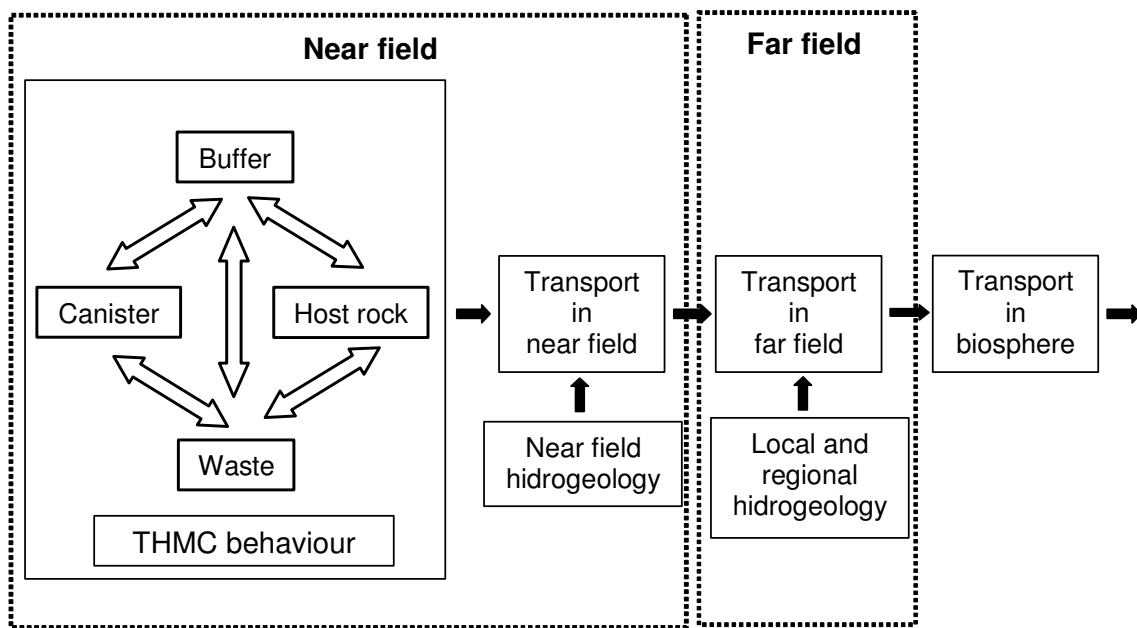 Near field
Far field
Buffer
Canister
Host rock
Waste
THMC behaviour
Transport
in
near field
Near field
hidrogeology
Transport
in
far field
Local and
regional
hidrogeology
Transport
in
biosphere